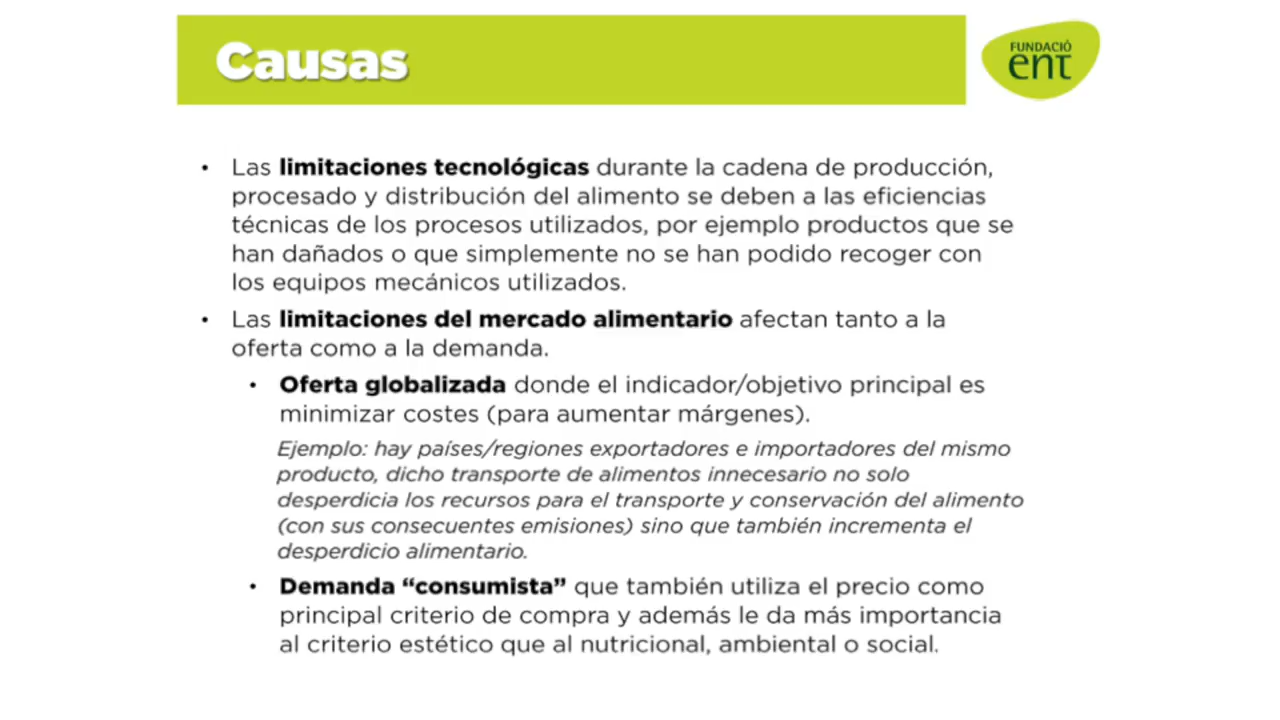 Causas
FUNDACIÓ
ent
• Las limitaciones tecnológicas durante la cadena de producción,
procesado y distribución del alimento se deben a las eficiencias
técnicas de los procesos utilizados, por ejemplo productos que se
han dañados o que simplemente no se han podido recoger con
los equipos mecánicos utilizados.
• Las limitaciones del mercado alimentario afectan tanto a la
oferta como a la demanda.
• Oferta globalizada donde el indicador/objetivo principal es
minimizar costes (para aumentar márgenes).
Ejemplo: hay países/regiones exportadores e importadores del mismo
producto, dicho transporte de alimentos innecesario no solo
desperdicia los recursos para el transporte y conservación del alimento
(con sus consecuentes emisiones) sino que también incrementa el
desperdicio alimentario.
• Demanda “consumista” que también utiliza el precio como
principal criterio de compra y además le da más importancia
al criterio estético que al nutricional, ambiental o social.